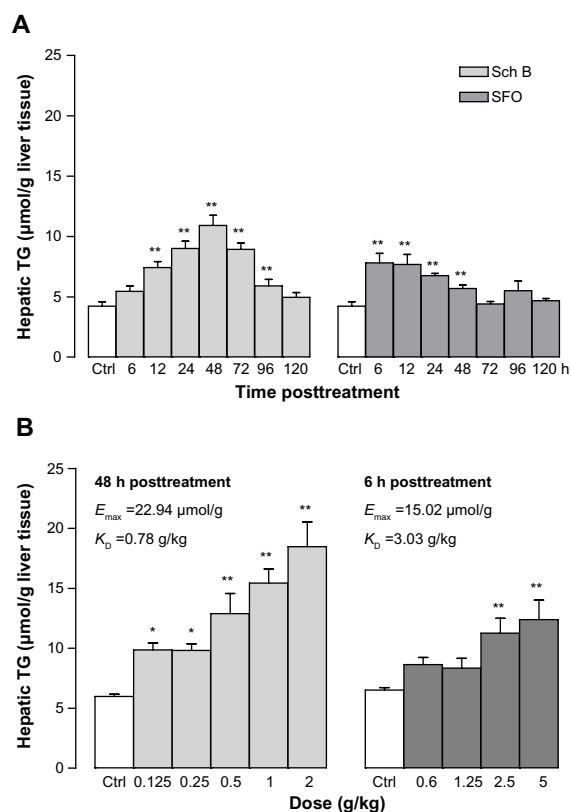 A
25
20
15
10
5
0
Hepatic TG (µmol/g liver tissue)
Sch B
SFO
** ** ** ** **
** ** ** **
Ctrl 6 12 24 48 72 96 120 Ctrl 6 12 24 48 72 96 120 h
Time posttreatment
B
25
20
15
10
5
0
Hepatic TG (µmol/g liver tissue)
48 h posttreatment
Emax =22.94 µmol/g
KD =0.78 g/kg
* * ** ** **
6 h posttreatment
Emax =15.02 µmol/g
KD =3.03 g/kg
** **
Ctrl 0.125 0.25 0.5 1 2 Ctrl 0.6 1.25 2.5 5
Dose (g/kg)